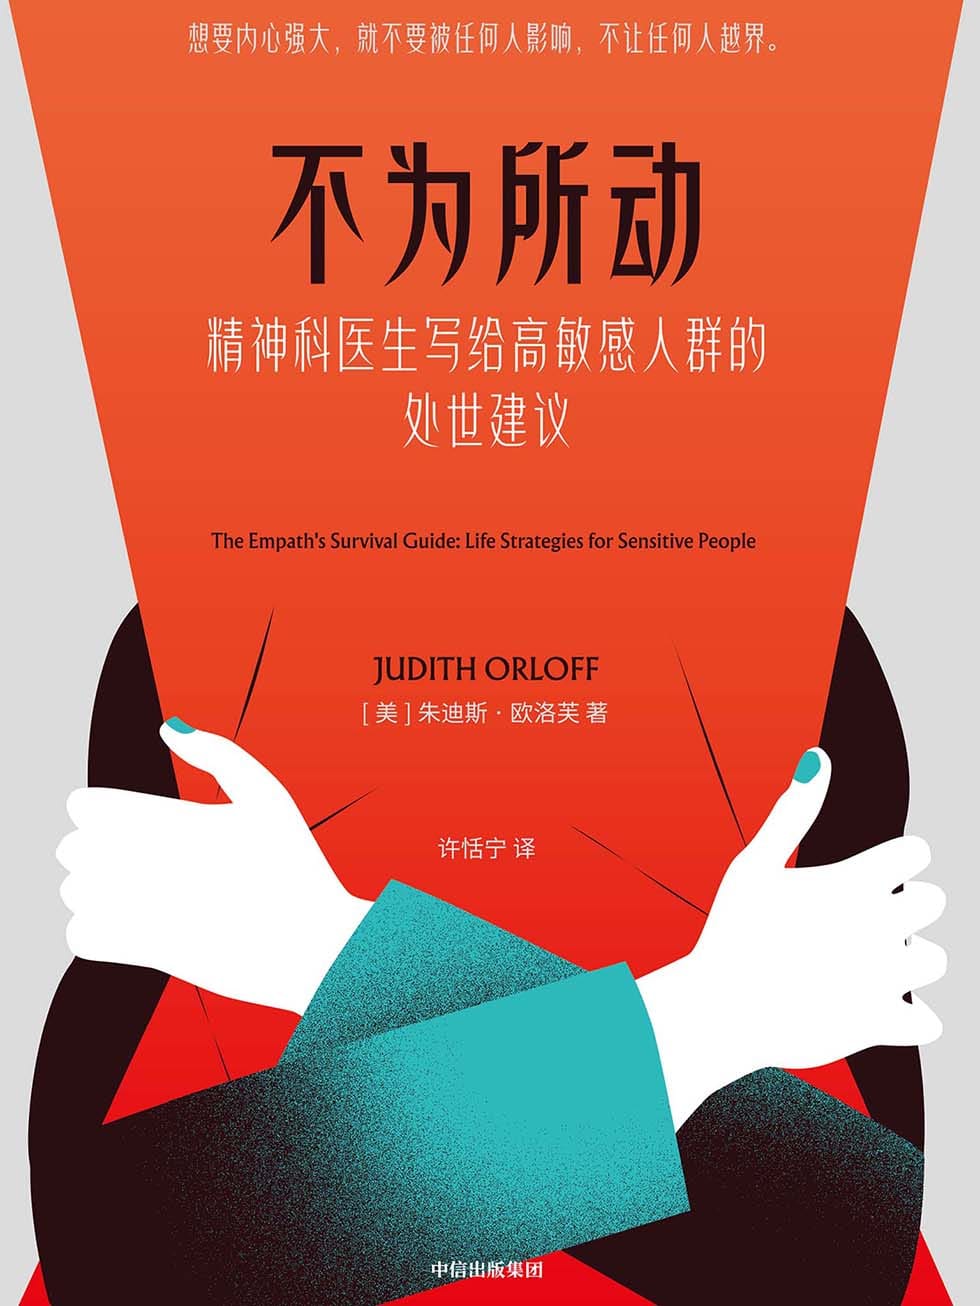 想要内心强大，就不要被任何人影响，不让任何人越界。
不为所动
精神科医生写给高敏感人群的
处世建议
The Empath's Survival Guide: Life Strategies for Sensitive People
JUDITH ORLOFF
[ 美 ] 朱迪斯 · 欧洛芙 著
许恬宁 译
中信出版集团